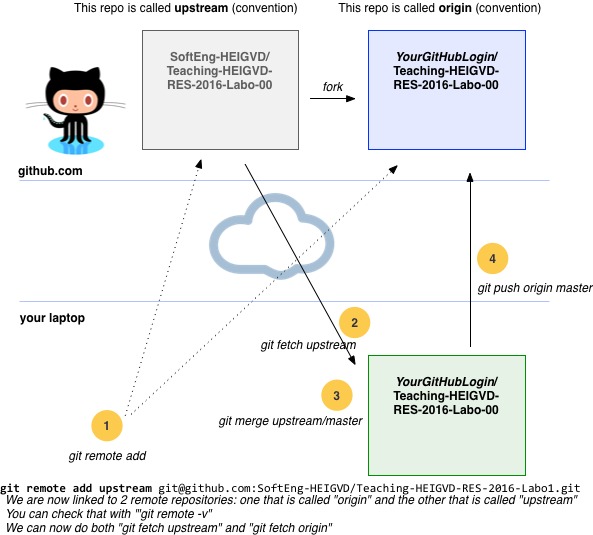 This repo is called upstream (convention)
This repo is called origin (convention)
SoftEng-HEIGVD/
Teaching-HEIGVD-
RES-2016-Labo-00
fork
YourGitHubLogin/
Teaching-HEIGVD-
RES-2016-Labo-00
github.com
4
git push origin master
your laptop
2
git fetch upstream
3
git merge upstream/master
YourGitHubLogin/
Teaching-HEIGVD-
RES-2016-Labo-00
1
git remote add
git remote add upstream git@github.com:SoftEng-HEIGVD/Teaching-HEIGVD-RES-2016-Labo1.git
We are now linked to 2 remote repositories: one that is called "origin" and the other that is called "upstream"
You can check that with '"git remote -v"
We can now do both "git fetch upstream" and "git fetch origin"